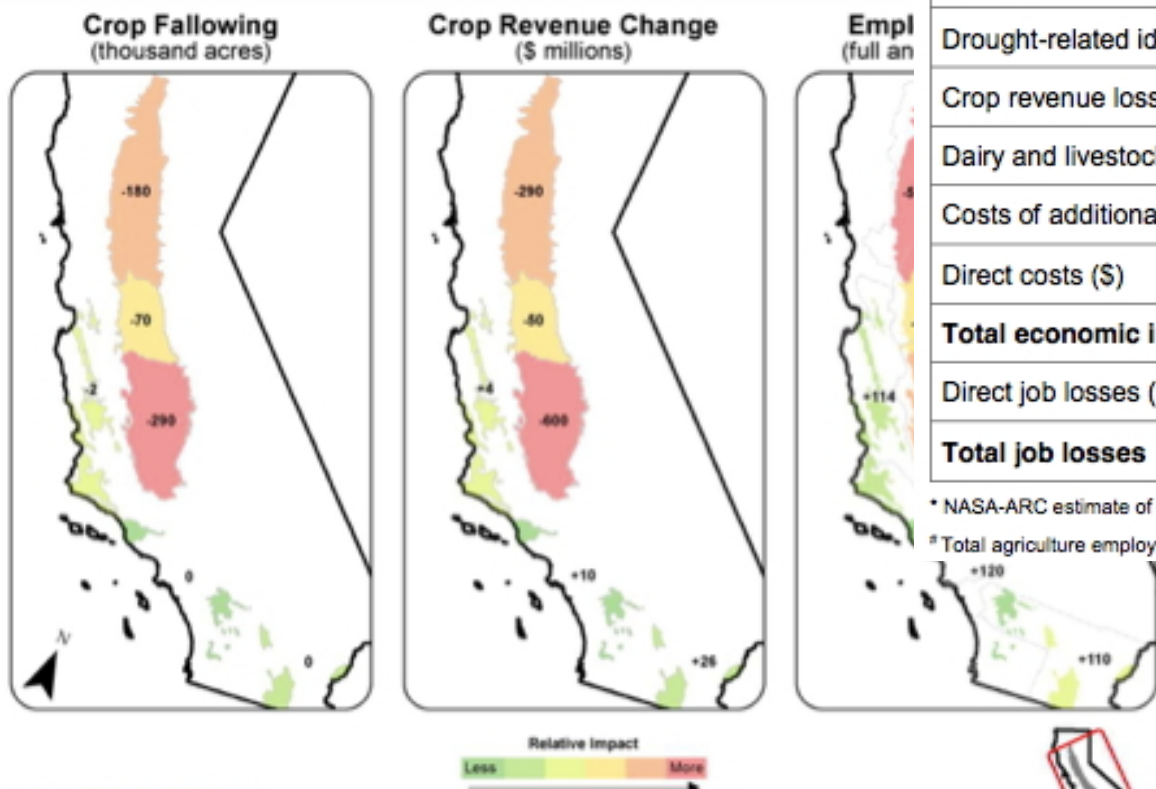 Crop Fallowing
(thousand acres)
-180
-70
-2
-290
0
0
N
Crop Revenue Change
($ millions)
-290
-50
+4
-600
+10
+26
Empl
(full an
+114
+120
+110
Relative Impact
Less
More
Drought-related id
Crop revenue loss
Dairy and livestoc
Costs of additiona
Direct costs ($)
Total economic i
Direct job losses (
Total job losses
* NASA-ARC estimate of
# Total agriculture employ